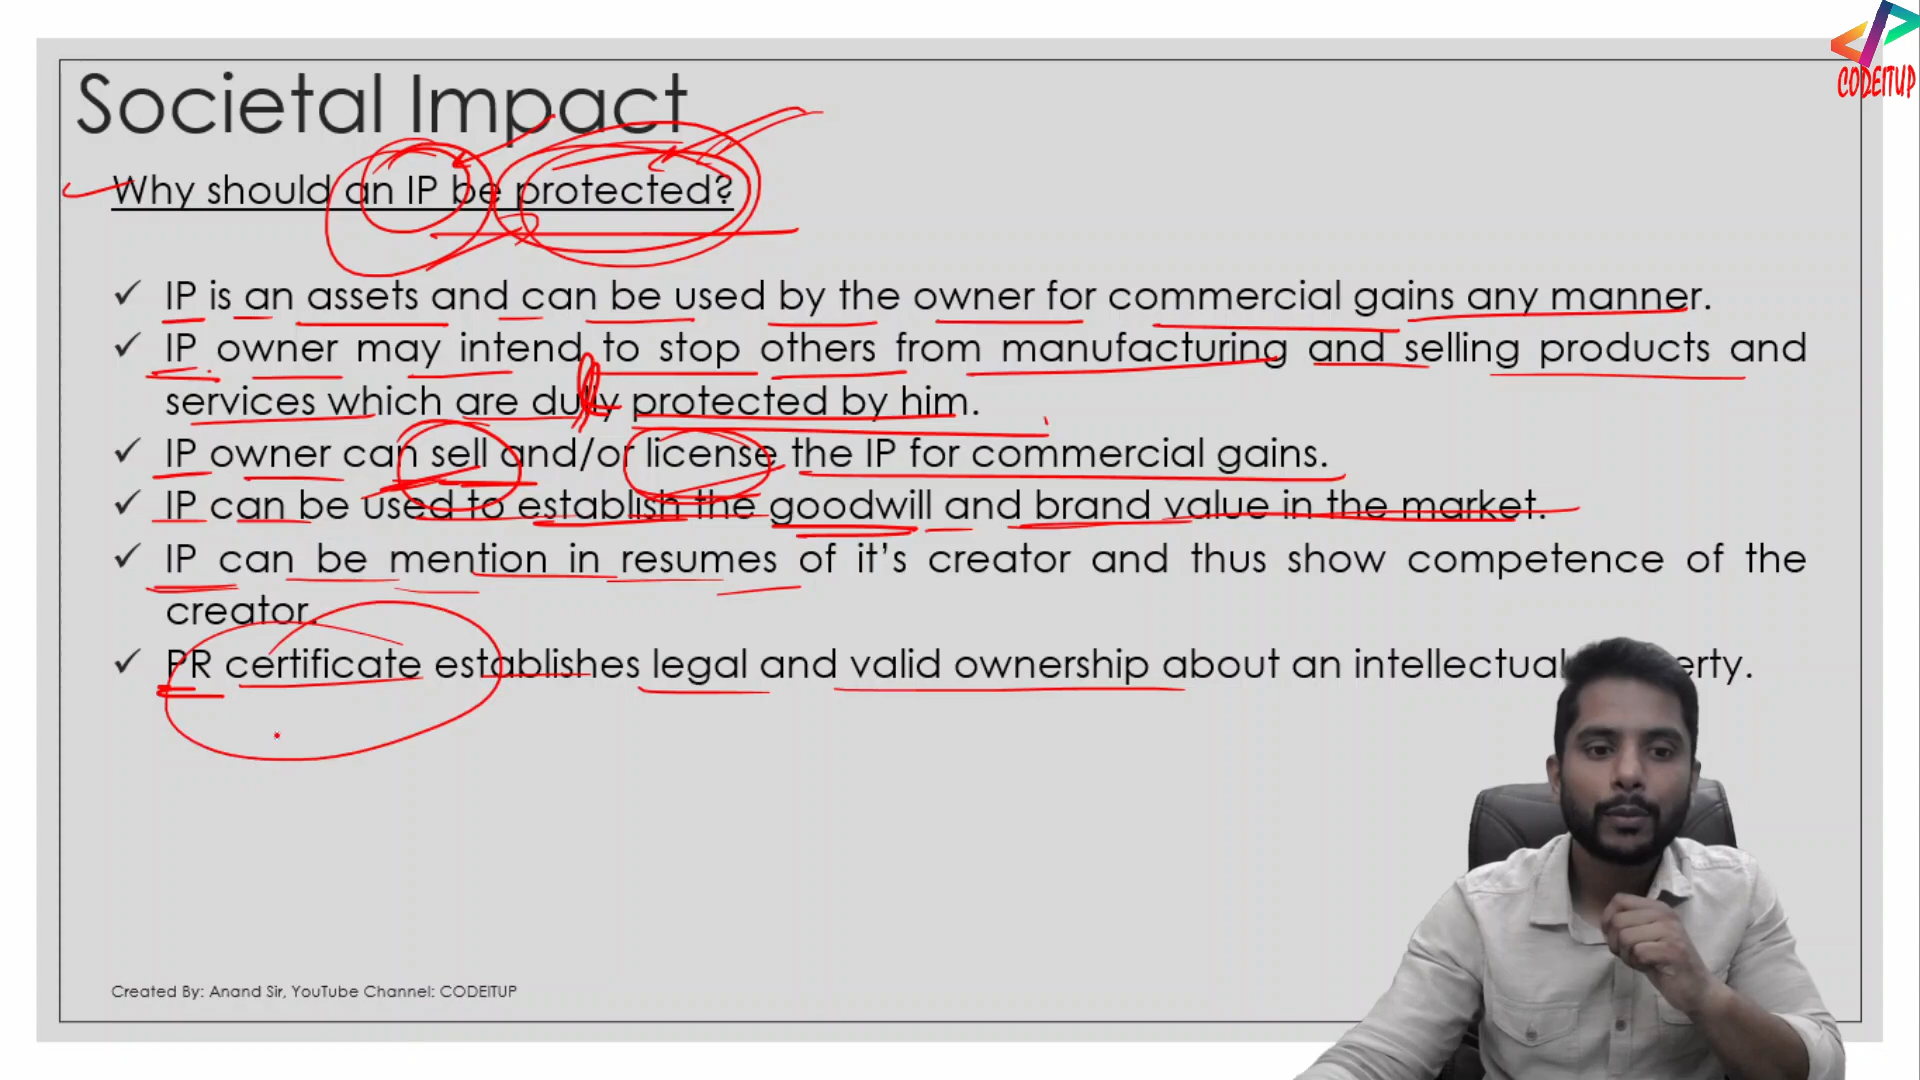 CODEITUP
Societal Impact
Why should an IP be protected?
✓ IP is an assets and can be used by the owner for commercial gains any manner.
✓ IP owner may intend to stop others from manufacturing and selling products and
services which are dully protected by him.
✓ IP owner can sell and/or license the IP for commercial gains.
✓ IP can be used to establish the goodwill and brand value in the market.
✓ IP can be mention in resumes of it’s creator and thus show competence of the
creator.
✓ PR certificate establishes legal and valid ownership about an intellectual erty.
Created By: Anand Sir, YouTube Channel: CODEITUP